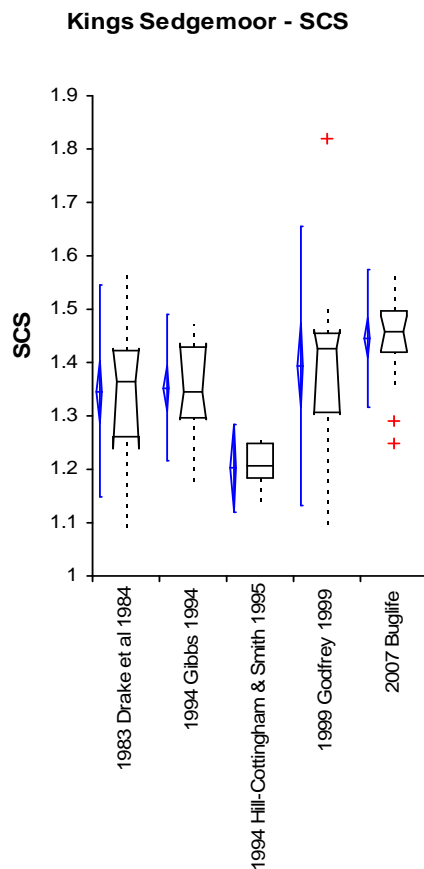 Kings Sedgemoor - SCS
1.9
1.8
1.7
1.6
1.5
1.4
1.3
1.2
1.1
1
SCS
1983 Drake et al 1984
1994 Gibbs 1994
1994 Hill-Cottingham & Smith 1995
1999 Godfrey 1999
2007 Buglife